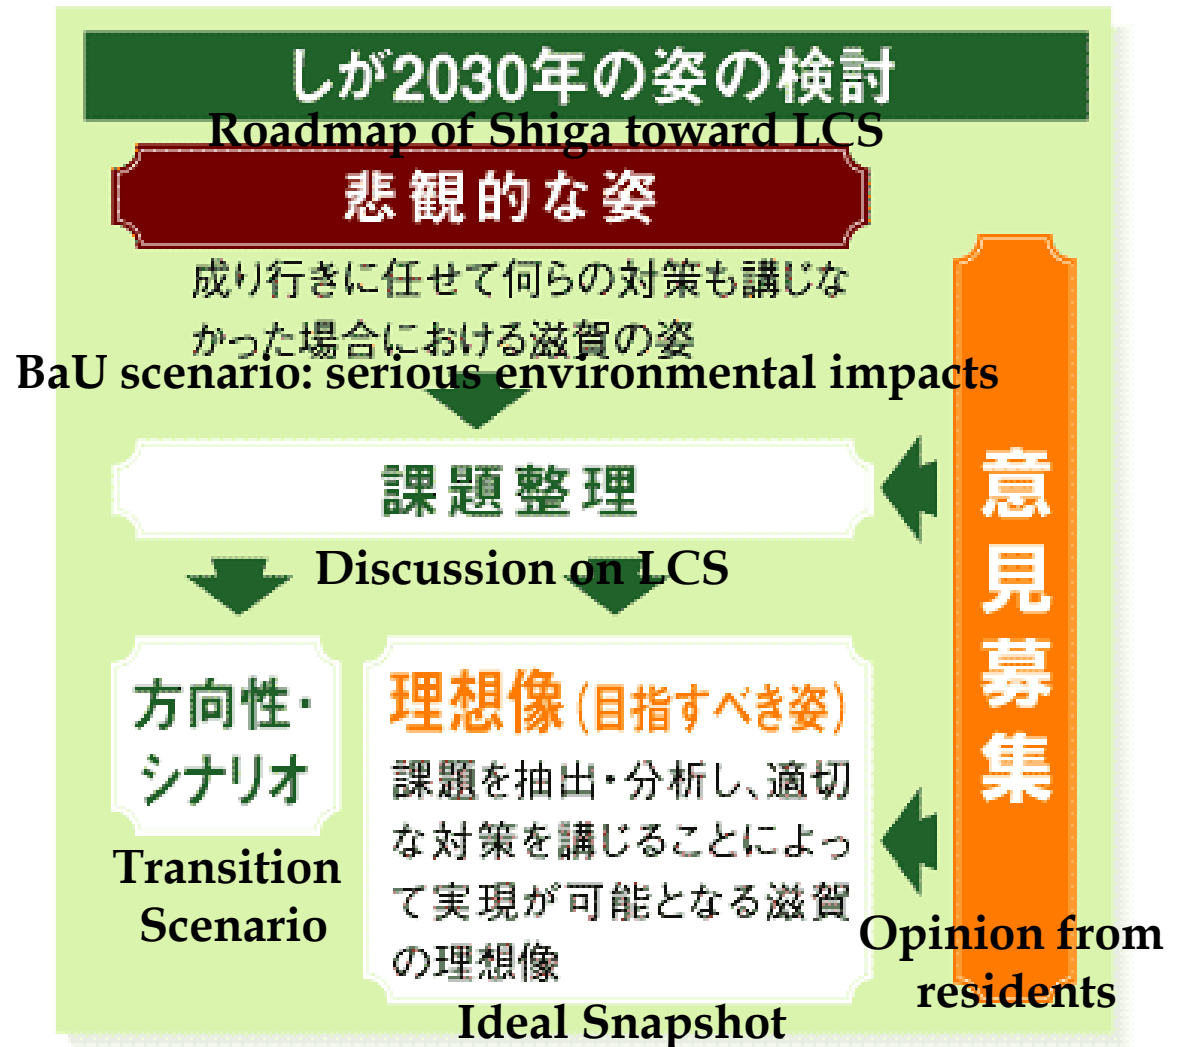 しが2030年の姿の検討
Roadmap of Shiga toward LCS
悲観的な姿
成り行きに任せて何らの対策も講じな
かった場合における滋賀の姿
BaU scenario: serious environmental impacts
課題整理
Discussion on LCS
方向性・
シナリオ
Transition
Scenario
理想像(目指すべき姿)
課題を抽出・分析し、適切
な対策を講じることによっ
て実現が可能となる滋賀
の理想像
Ideal Snapshot
意見募集
Opinion from
residents